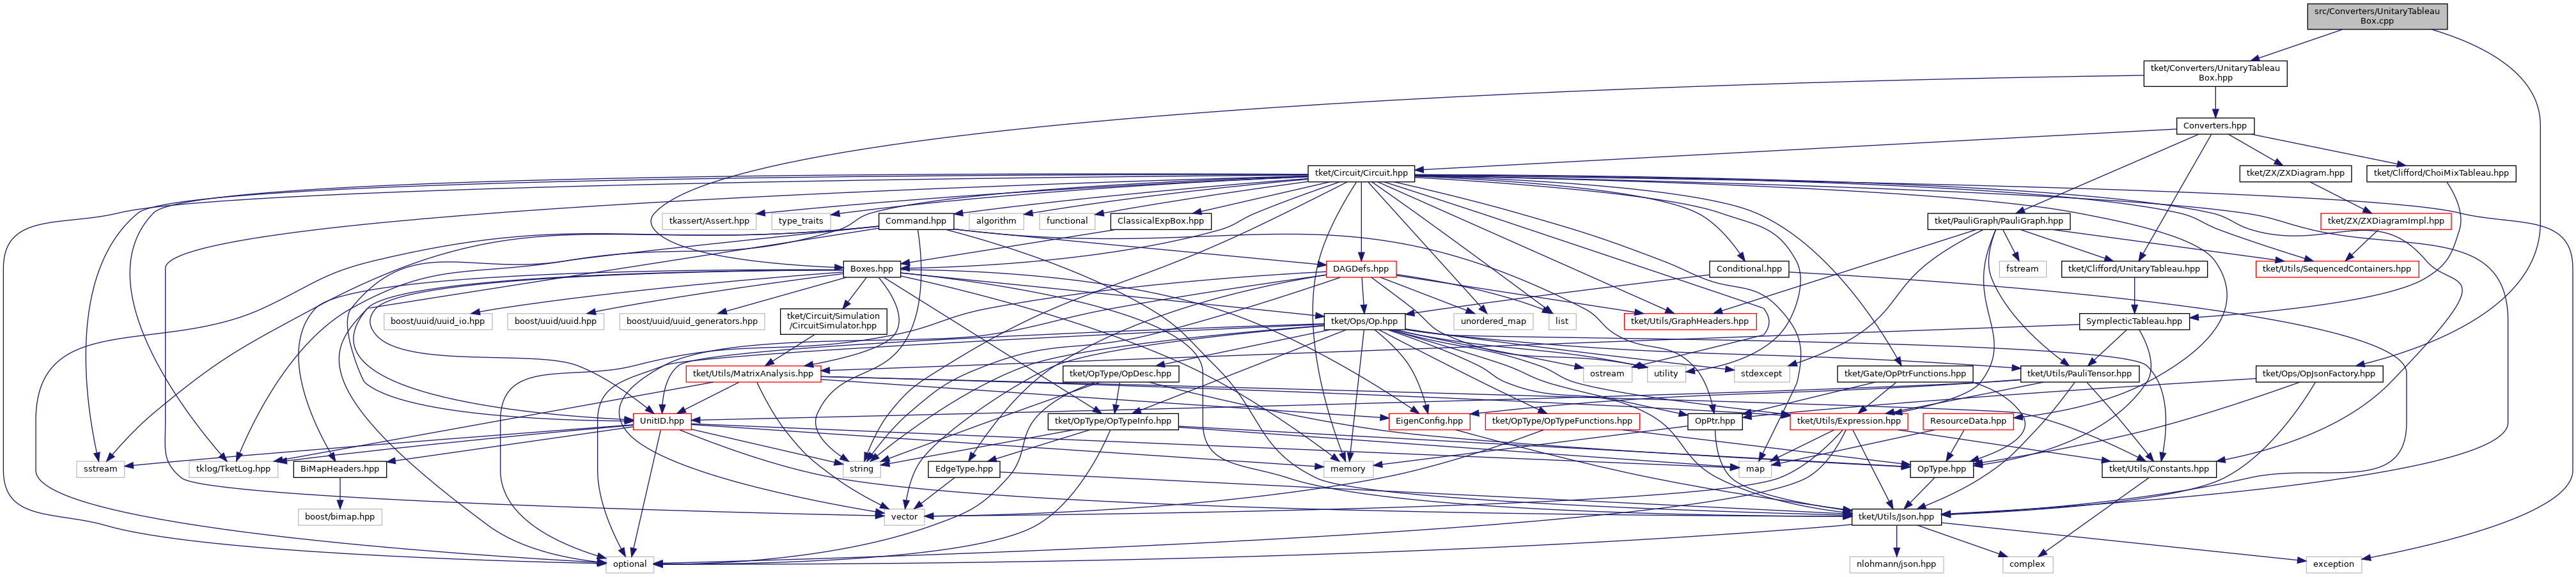 src/Converters/UnitaryTableau
Box.cpp
tket/Converters/UnitaryTableau
Box.hpp
Converters.hpp
tket/Circuit/Circuit.hpp
tket/ZX/ZXDiagram.hpp
tket/Clifford/ChoiMixTableau.hpp
tkassert/Assert.hpp
type_traits
Command.hpp
algorithm
functional
ClassicalExpBox.hpp
tket/PauliGraph/PauliGraph.hpp
tket/ZX/ZXDiagramImpl.hpp
Boxes.hpp
DAGDefs.hpp
Conditional.hpp
fstream
tket/Clifford/UnitaryTableau.hpp
tket/Utils/SequencedContainers.hpp
boost/uuid/uuid_io.hpp
boost/uuid/uuid.hpp
boost/uuid/uuid_generators.hpp
tket/Circuit/Simulation
/CircuitSimulator.hpp
tket/Ops/Op.hpp
unordered_map
list
tket/Utils/GraphHeaders.hpp
SymplecticTableau.hpp
tket/Utils/MatrixAnalysis.hpp
tket/OpType/OpDesc.hpp
ostream
utility
stdexcept
tket/Gate/OpPtrFunctions.hpp
tket/Utils/PauliTensor.hpp
tket/Ops/OpJsonFactory.hpp
UnitID.hpp
tket/OpType/OpTypeInfo.hpp
EigenConfig.hpp
tket/OpType/OpTypeFunctions.hpp
OpPtr.hpp
tket/Utils/Expression.hpp
ResourceData.hpp
sstream
tklog/TketLog.hpp
BiMapHeaders.hpp
string
EdgeType.hpp
memory
map
OpType.hpp
tket/Utils/Constants.hpp
boost/bimap.hpp
vector
tket/Utils/Json.hpp
optional
nlohmann/json.hpp
complex
exception